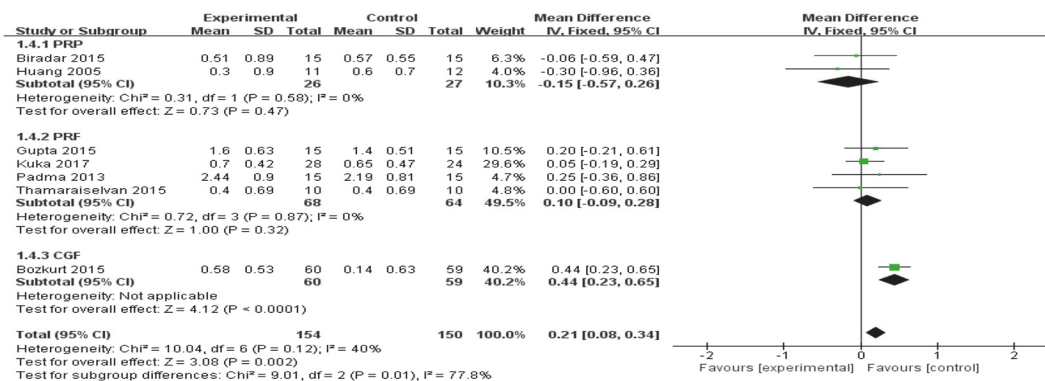 Experimental Control Mean Difference Mean Difference
Study or Subgroup Mean SD Total Mean SD Total Weight IV, Fixed, 95% CI IV, Fixed, 95% CI
1.4.1 PRP
Biradar 2015 0.51 0.89 15 0.57 0.55 15 6.3% -0.06 [-0.59, 0.47]
Huang 2005 0.3 0.9 11 0.6 0.7 12 4.0% -0.30 [-0.96, 0.36]
Subtotal (95% CI) 26 27 10.3% -0.15 [-0.57, 0.26]
Heterogeneity: Chi² = 0.31, df = 1 (P = 0.58); I² = 0%
Test for overall effect: Z = 0.73 (P = 0.47)
1.4.2 PRF
Gupta 2015 1.6 0.63 15 1.4 0.51 15 10.5% 0.20 [-0.21, 0.61]
Kuka 2017 0.7 0.42 28 0.65 0.47 24 29.6% 0.05 [-0.19, 0.29]
Padma 2013 2.44 0.9 15 2.19 0.81 15 4.7% 0.25 [-0.36, 0.86]
Thamaraiselvan 2015 0.4 0.69 10 0.4 0.69 10 4.8% 0.00 [-0.60, 0.60]
Subtotal (95% CI) 68 64 49.5% 0.10 [-0.09, 0.28]
Heterogeneity: Chi² = 0.72, df = 3 (P = 0.87); I² = 0%
Test for overall effect: Z = 1.00 (P = 0.32)
1.4.3 CGF
Bozkurt 2015 0.58 0.53 60 0.14 0.63 59 40.2% 0.44 [0.23, 0.65]
Subtotal (95% CI) 60 59 40.2% 0.44 [0.23, 0.65]
Heterogeneity: Not applicable
Test for overall effect: Z = 4.12 (P < 0.0001)
Total (95% CI) 154 150 100.0% 0.21 [0.08, 0.34]
Heterogeneity: Chi² = 10.04, df = 6 (P = 0.12); I² = 40%
Test for overall effect: Z = 3.08 (P = 0.002)
Test for subgroup differences: Chi² = 9.01, df = 2 (P = 0.01), I² = 77.8%
-2 -1 0 1 2
Favours [experimental] Favours [control]